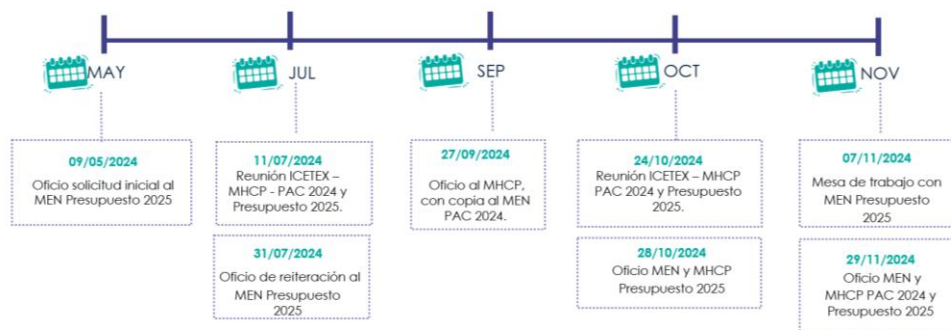 MAY
JUL
SEP
OCT
NOV
09/05/2024
Oficio solicitud inicial al
MEN Presupuesto 2025
11/07/2024
Reunión ICETEX –
MHCP - PAC 2024 y
Presupuesto 2025.
31/07/2024
Oficio de reiteración al
MEN Presupuesto
2025
27/09/2024
Oficio al MHCP,
con copia al MEN
PAC 2024.
24/10/2024
Reunión ICETEX – MHCP
PAC 2024 y Presupuesto
2025.
28/10/2024
Oficio MEN y MHCP
Presupuesto 2025
07/11/2024
Mesa de trabajo con
MEN Presupuesto
2025
29/11/2024
Oficio MEN y
MHCP PAC 2024 y
Presupuesto 2025